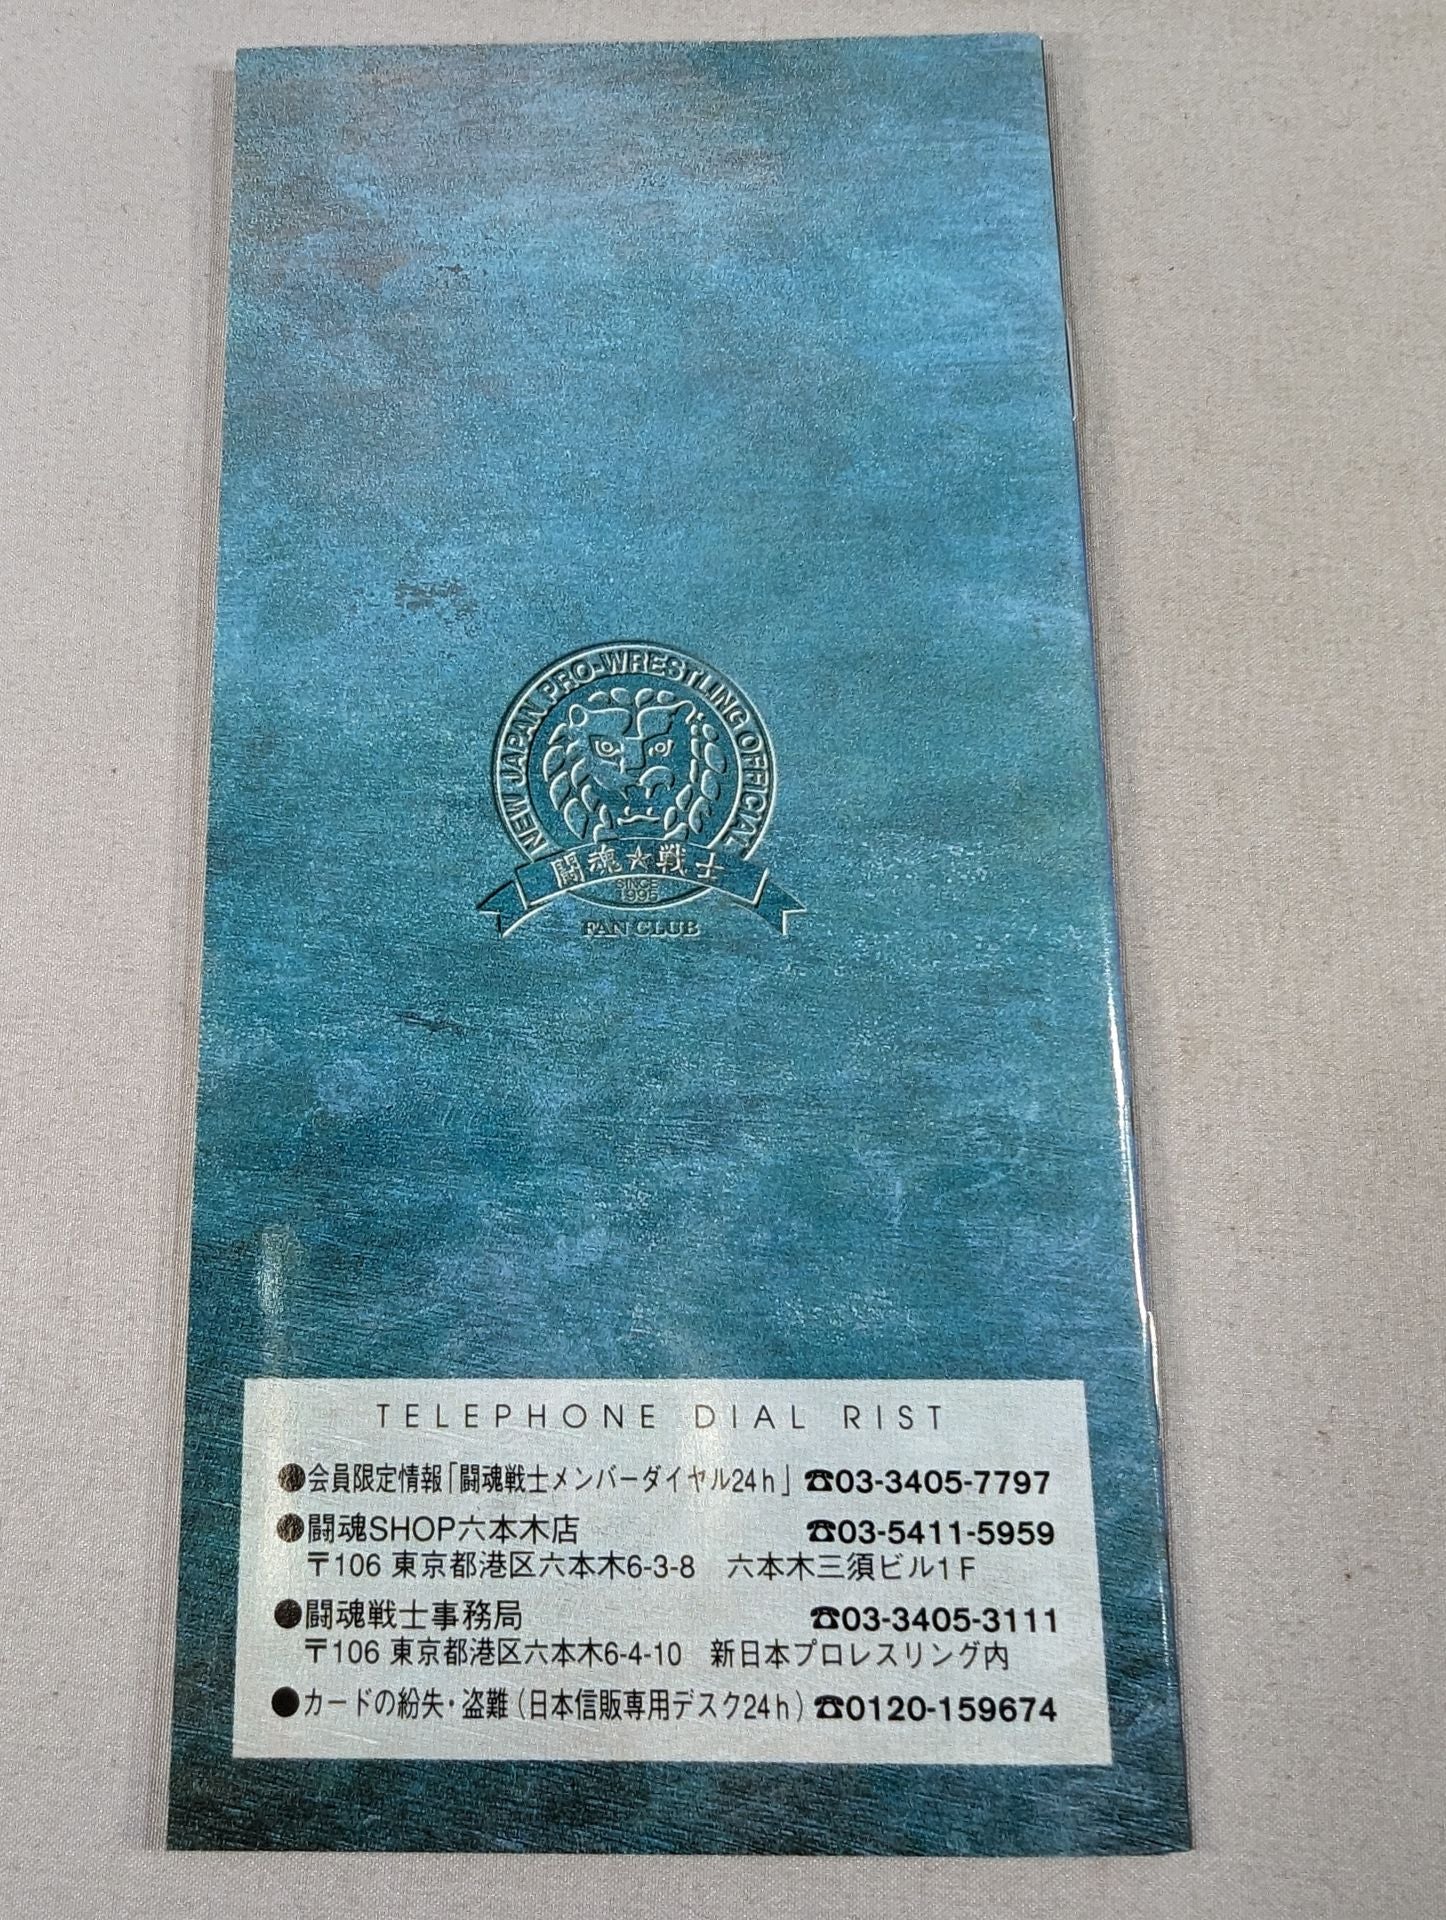 NEW JAPAN PRO-WRESTLING OFFICIAL
闘魂★戦士
SINCE
1995
FAN CLUB
TELEPHONE DIAL RIST
●会員限定情報「闘魂戦士メンバーダイヤル24h」 ☎03-3405-7797
●闘魂SHOP六本木店 ☎03-5411-5959
〒106 東京都港区六本木6-3-8 六本木三須ビル1F
●闘魂戦士事務局 ☎03-3405-3111
〒106 東京都港区六本木6-4-10 新日本プロレスリング内
●カードの紛失・盗難(日本信販専用デスク24h) ☎0120-159674